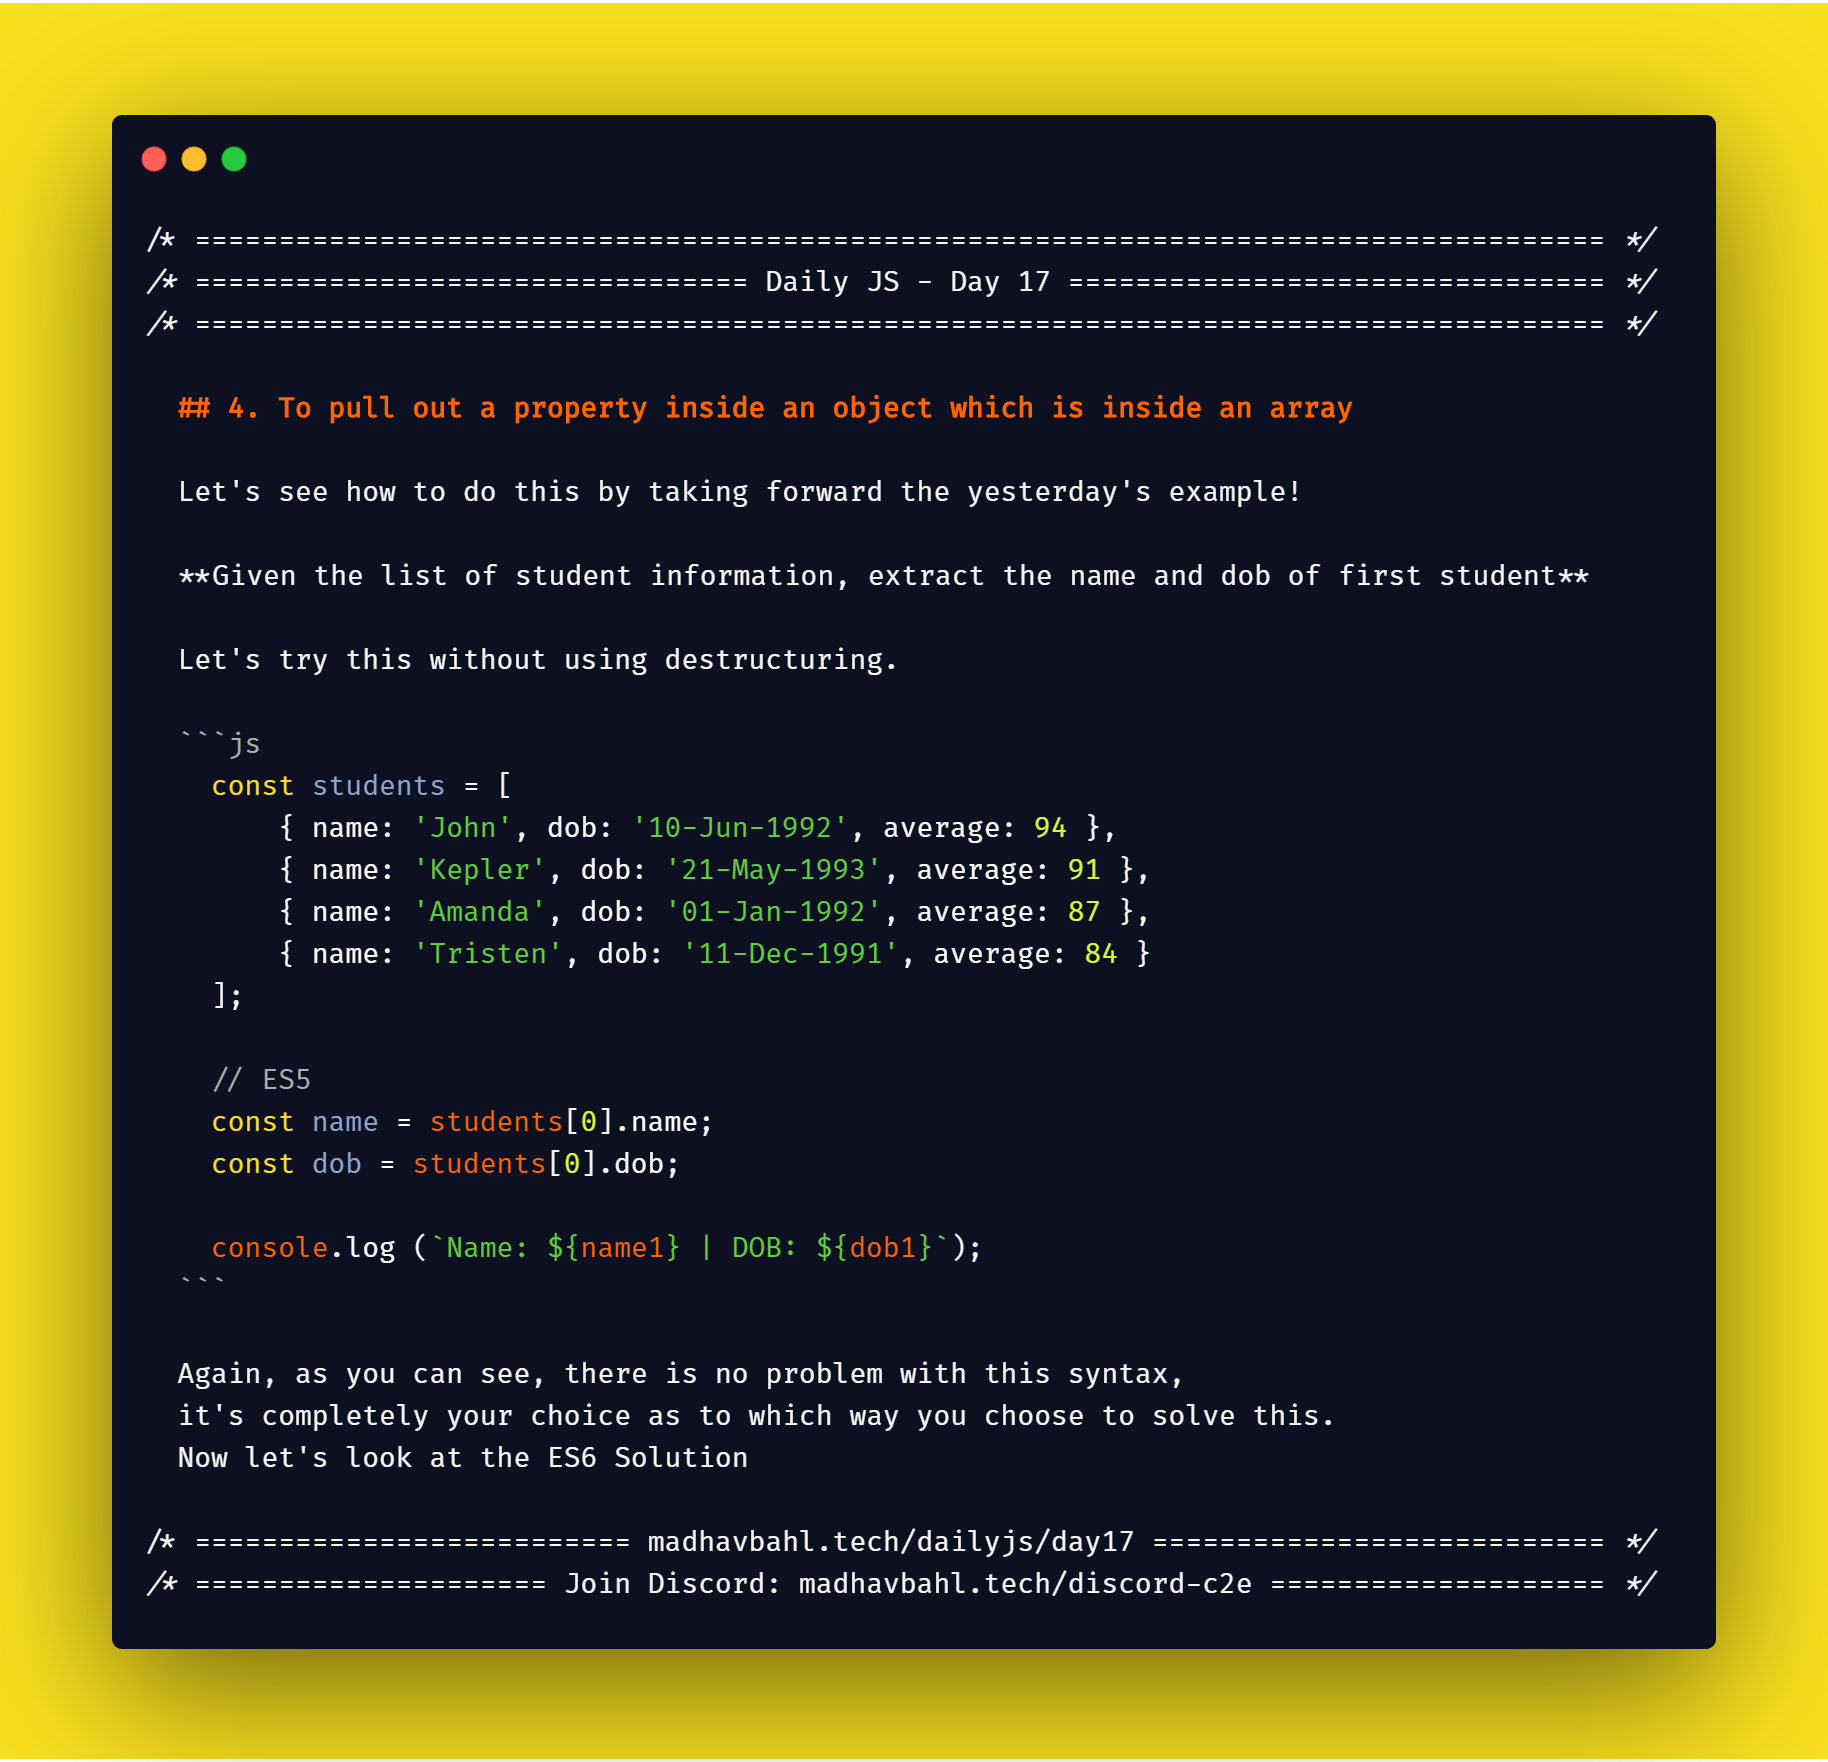 /* ==================================================================================== */
/* ================================= Daily JS - Day 17 ================================ */
/* ==================================================================================== */
## 4. To pull out a property inside an object which is inside an array
Let's see how to do this by taking forward the yesterday's example!
**Given the list of student information, extract the name and dob of first student**
Let's try this without using destructuring.
```js
const students = [
{ name: 'John', dob: '10-Jun-1992', average: 94 },
{ name: 'Kepler', dob: '21-May-1993', average: 91 },
{ name: 'Amanda', dob: '01-Jan-1992', average: 87 },
{ name: 'Tristen', dob: '11-Dec-1991', average: 84 }
];
// ES5
const name = students[0].name;
const dob = students[0].dob;
console.log (`Name: ${name1} | DOB: ${dob1}`);
```
Again, as you can see, there is no problem with this syntax,
it's completely your choice as to which way you choose to solve this.
Now let's look at the ES6 Solution
/* ========================== madhavbahl.tech/dailyjs/day17 =========================== */
/* ===================== Join Discord: madhavbahl.tech/discord-c2e ==================== */